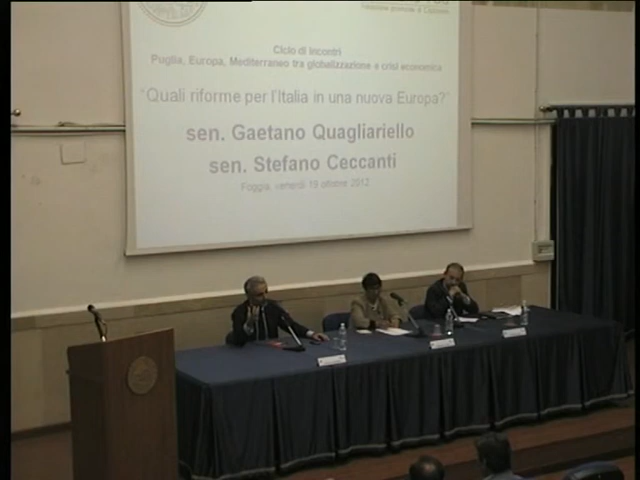 Ciclo di Incontri
Puglia, Europa, Mediterraneo tra globalizzazione e crisi economica
"Quali riforme per l'Italia in una nuova Europa?"
sen. Gaetano Quagliariello
sen. Stefano Ceccanti
Foggia, venerdì 19 ottobre 2012